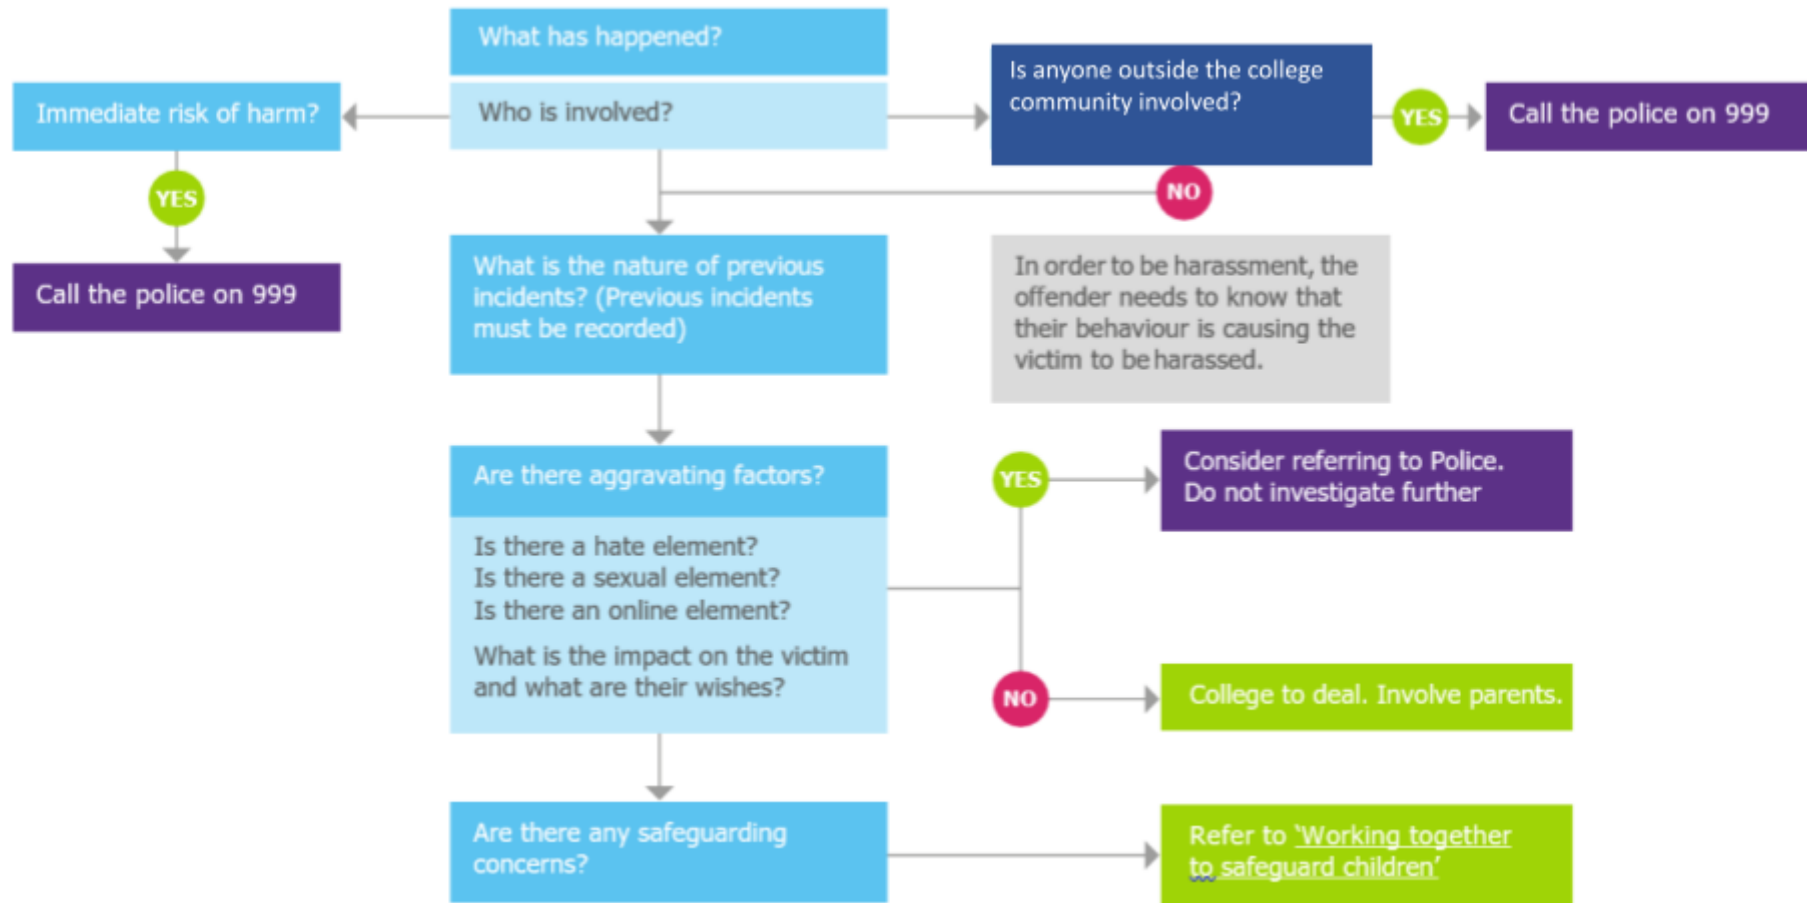 What has happened?
Who is involved?
Immediate risk of harm?
YES
Call the police on 999
Is anyone outside the college
community involved?
YES
Call the police on 999
NO
What is the nature of previous
incidents? (Previous incidents
must be recorded)
In order to be harassment, the
offender needs to know that
their behaviour is causing the
victim to be harassed.
Are there aggravating factors?
Is there a hate element?
Is there a sexual element?
Is there an online element?
What is the impact on the victim
and what are their wishes?
YES
Consider referring to Police.
Do not investigate further
NO
College to deal. Involve parents.
Are there any safeguarding
concerns?
Refer to ‘Working together
to safeguard children’